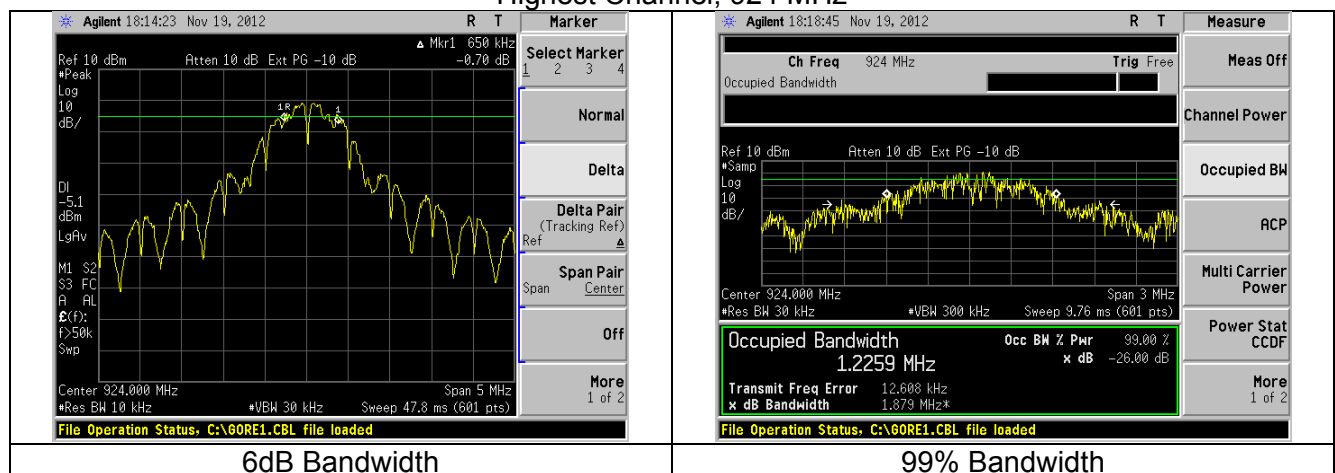 Highest Channel, 924 MHz
Agilent 18:14:23 Nov 19, 2012 R T Marker
Δ Mkr1 650 kHz
Ref 10 dBm Atten 10 dB Ext PG -10 dB -0.70 dB
#Peak
Log
10
dB/
1R 1
DI
-5.1
dBm
LgAv
M1 S2
S3 FC
A AL
£(f):
f>50k
Swp
Center 924.000 MHz Span 5 MHz
#Res BW 10 kHz #VBW 30 kHz Sweep 47.8 ms (601 pts)
File Operation Status, C:\GORE1.CBL file loaded
Select Marker
1 2 3 4
Normal
Delta
Delta Pair
(Tracking Ref)
Ref Δ
Span Pair
Span Center
Off
More
1 of 2
6dB Bandwidth
Agilent 18:18:45 Nov 19, 2012 R T Measure
Ch Freq 924 MHz Trig Free
Occupied Bandwidth
Ref 10 dBm Atten 10 dB Ext PG -10 dB
#Samp
Log
10
dB/
Center 924.000 MHz Span 3 MHz
#Res BW 30 kHz #VBW 300 kHz Sweep 9.76 ms (601 pts)
Occupied Bandwidth Occ BW % Pwr 99.00 %
1.2259 MHz x dB -26.00 dB
Transmit Freq Error 12.608 kHz
x dB Bandwidth 1.879 MHz*
File Operation Status, C:\GORE1.CBL file loaded
Meas Off
Channel Power
Occupied BW
ACP
Multi Carrier
Power
Power Stat
CCDF
More
1 of 2
99% Bandwidth